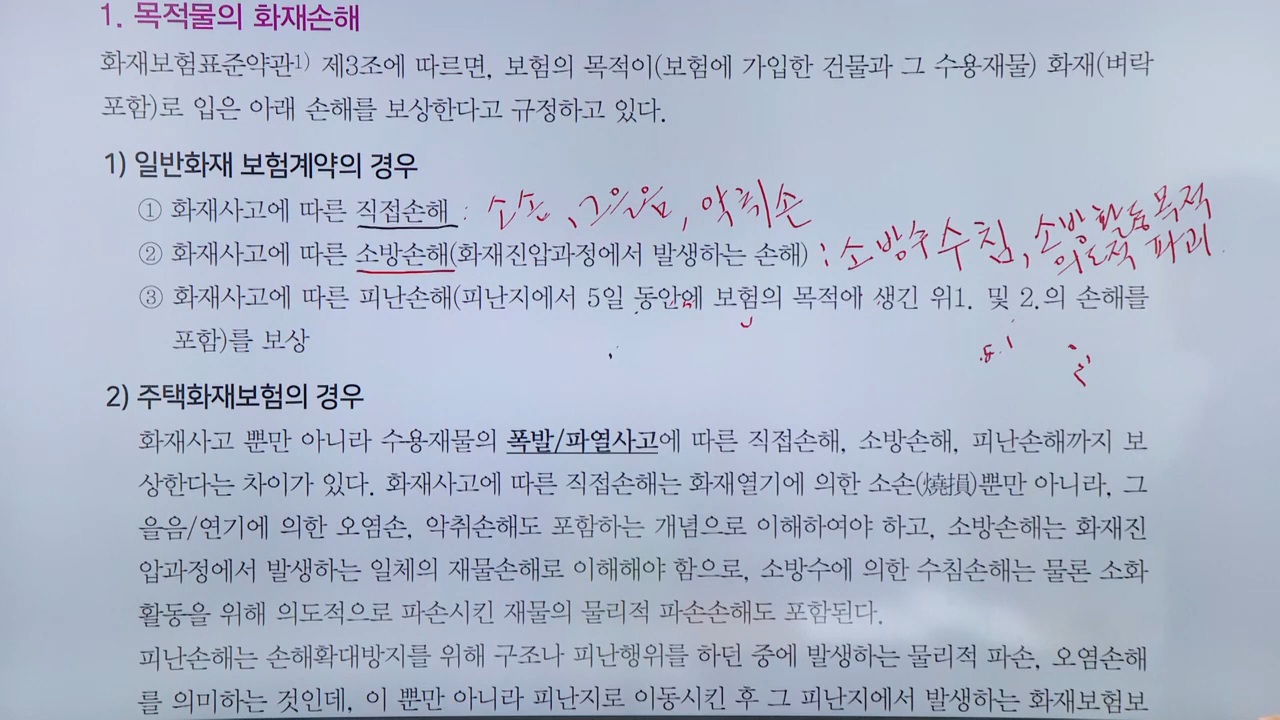 1. 목적물의 화재손해
화재보험표준약관1) 제3조에 따르면, 보험의 목적이(보험에 가입한 건물과 그 수용재물) 화재(벼락
포함)로 입은 아래 손해를 보상한다고 규정하고 있다.
1) 일반화재 보험계약의 경우
① 화재사고에 따른 직접손해 : 소손, 그을음, 악취손
② 화재사고에 따른 소방손해(화재진압과정에서 발생하는 손해) : 소방수 수침, 소방활동목적
의도적 파괴
③ 화재사고에 따른 피난손해(피난지에서 5일 동안에 보험의 목적에 생긴 위1. 및 2.의 손해를
포함)를 보상
2) 주택화재보험의 경우
화재사고 뿐만 아니라 수용재물의 폭발/파열사고에 따른 직접손해, 소방손해, 피난손해까지 보
상한다는 차이가 있다. 화재사고에 따른 직접손해는 화재열기에 의한 소손(燒損)뿐만 아니라, 그
을음/연기에 의한 오염손, 악취손해도 포함하는 개념으로 이해하여야 하고, 소방손해는 화재진
압과정에서 발생하는 일체의 재물손해로 이해해야 함으로, 소방수에 의한 수침손해는 물론 소화
활동을 위해 의도적으로 파손시킨 재물의 물리적 파손손해도 포함된다.
피난손해는 손해확대방지를 위해 구조나 피난행위를 하던 중에 발생하는 물리적 파손, 오염손해
를 의미하는 것인데, 이 뿐만 아니라 피난지로 이동시킨 후 그 피난지에서 발생하는 화재보험보